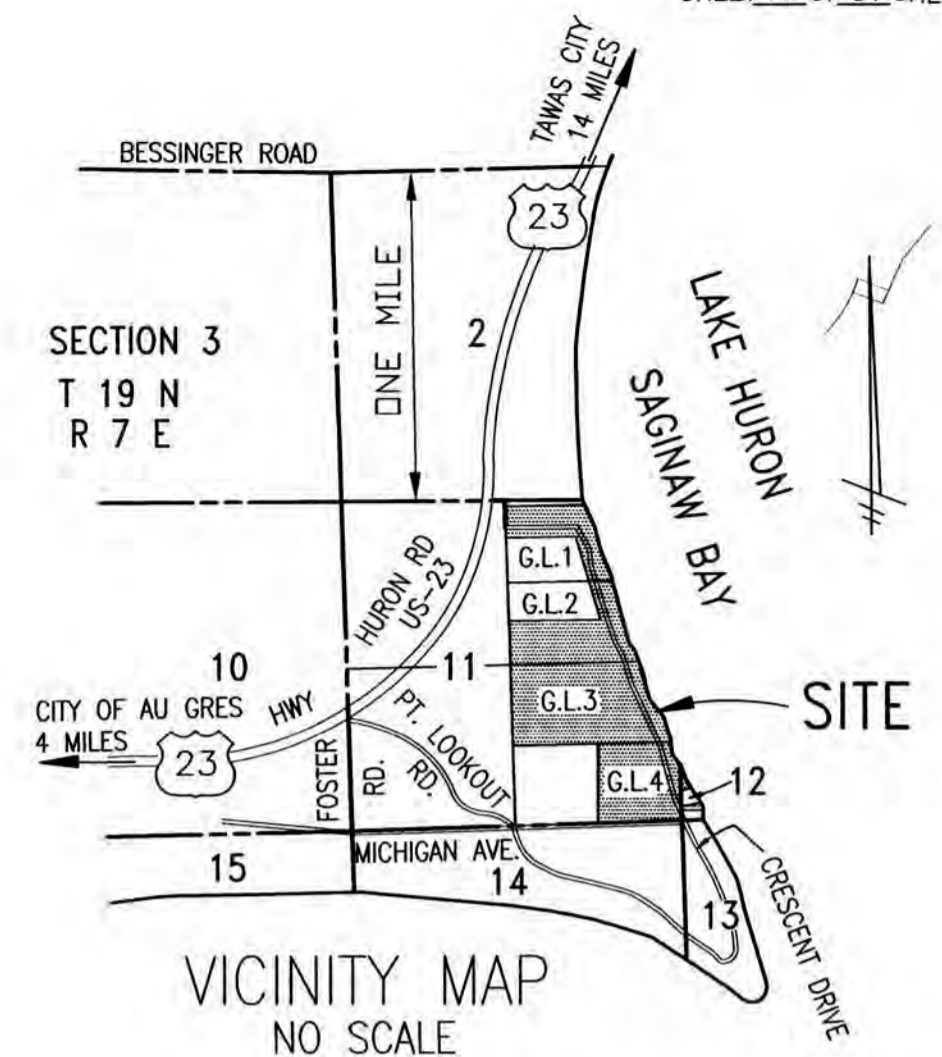 TAWAS CITY
14 MILES
BESSINGER ROAD
23
ONE MILE
2
SECTION 3
T 19 N
R 7 E
LAKE HURON
SAGINAW BAY
G.L.1
G.L.2
HURON RD
US-23
10
11
G.L.3
SITE
CITY OF AU GRES
4 MILES
HWY
23
PT. LOOKOUT
RD.
FOSTER
RD.
G.L.4
12
MICHIGAN AVE.
15
14
13
CRESCENT DRIVE
VICINITY MAP
NO SCALE